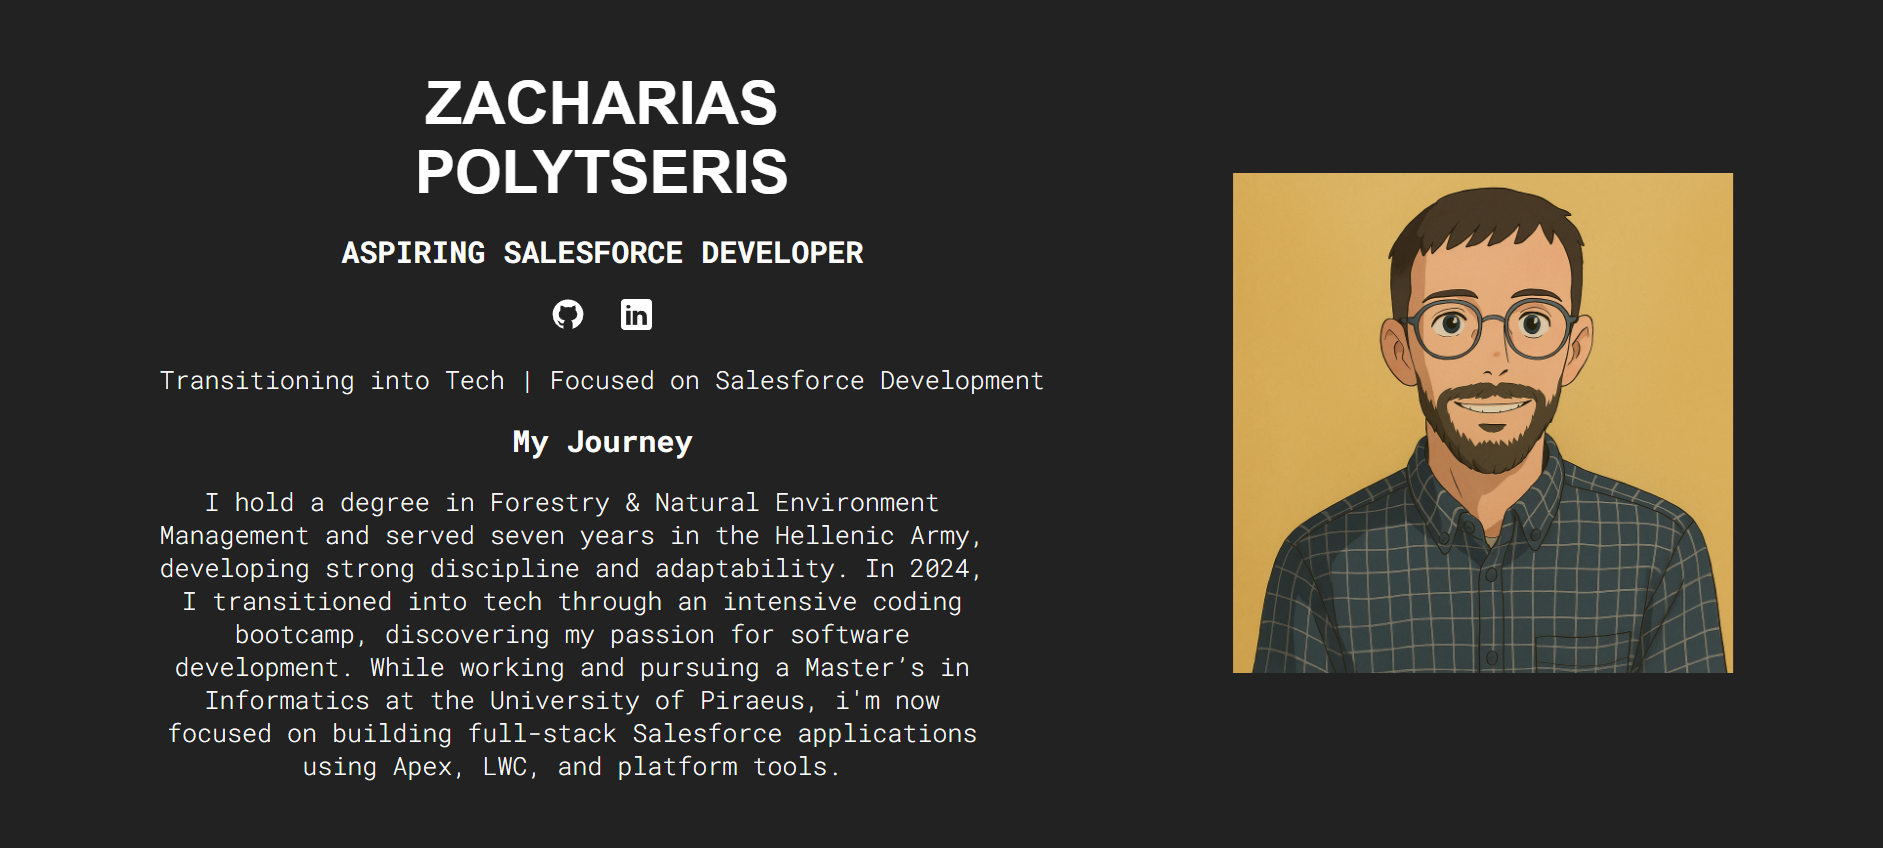 ZACHARIAS
POLYTSERIS
ASPIRING SALESFORCE DEVELOPER
in
Transitioning into Tech | Focused on Salesforce Development
My Journey
I hold a degree in Forestry & Natural Environment
Management and served seven years in the Hellenic Army,
developing strong discipline and adaptability. In 2024,
I transitioned into tech through an intensive coding
bootcamp, discovering my passion for software
development. While working and pursuing a Master’s in
Informatics at the University of Piraeus, i'm now
focused on building full-stack Salesforce applications
using Apex, LWC, and platform tools.